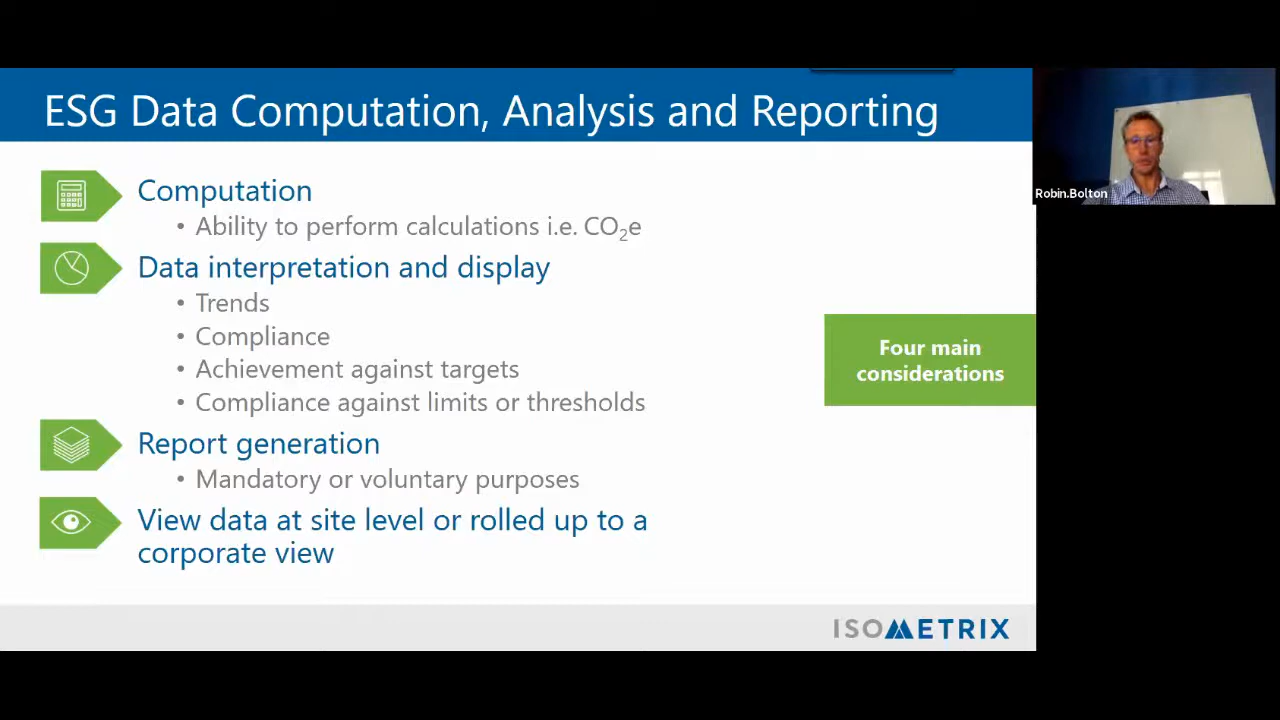 ESG Data Computation, Analysis and Reporting
Computation
• Ability to perform calculations i.e. CO₂e
Data interpretation and display
• Trends
• Compliance
• Achievement against targets
• Compliance against limits or thresholds
Report generation
• Mandatory or voluntary purposes
View data at site level or rolled up to a
corporate view
Four main
considerations
ISOMETRIX
Robin.Bolton